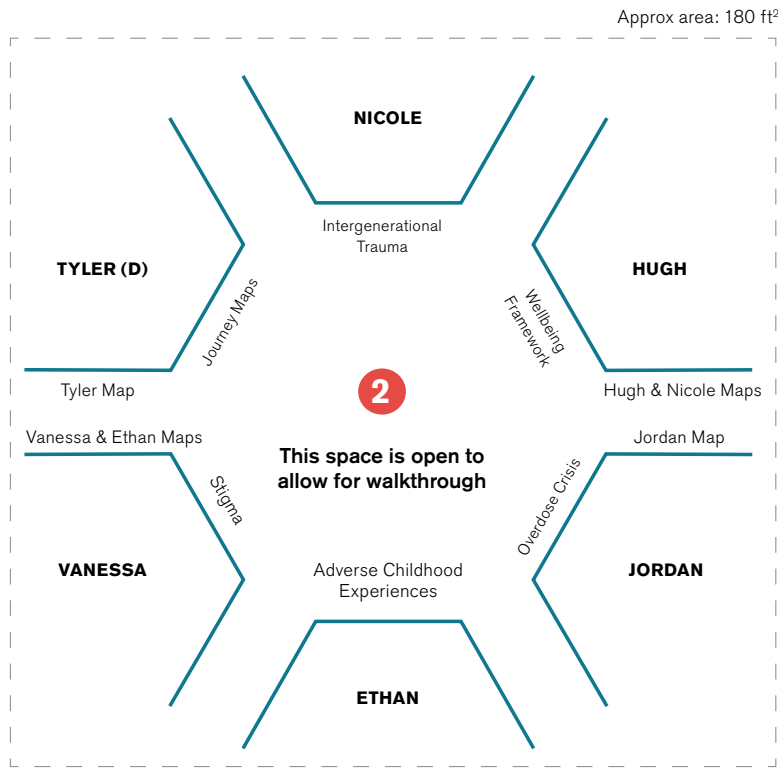 Approx area: 180 ft²
NICOLE
Intergenerational
Trauma
TYLER (D)
Journey Maps
HUGH
Wellbeing
Framework
Tyler Map
2
Hugh & Nicole Maps
Vanessa & Ethan Maps
Jordan Map
This space is open to
allow for walkthrough
Stigma
Overdose Crisis
VANESSA
Adverse Childhood
Experiences
JORDAN
ETHAN